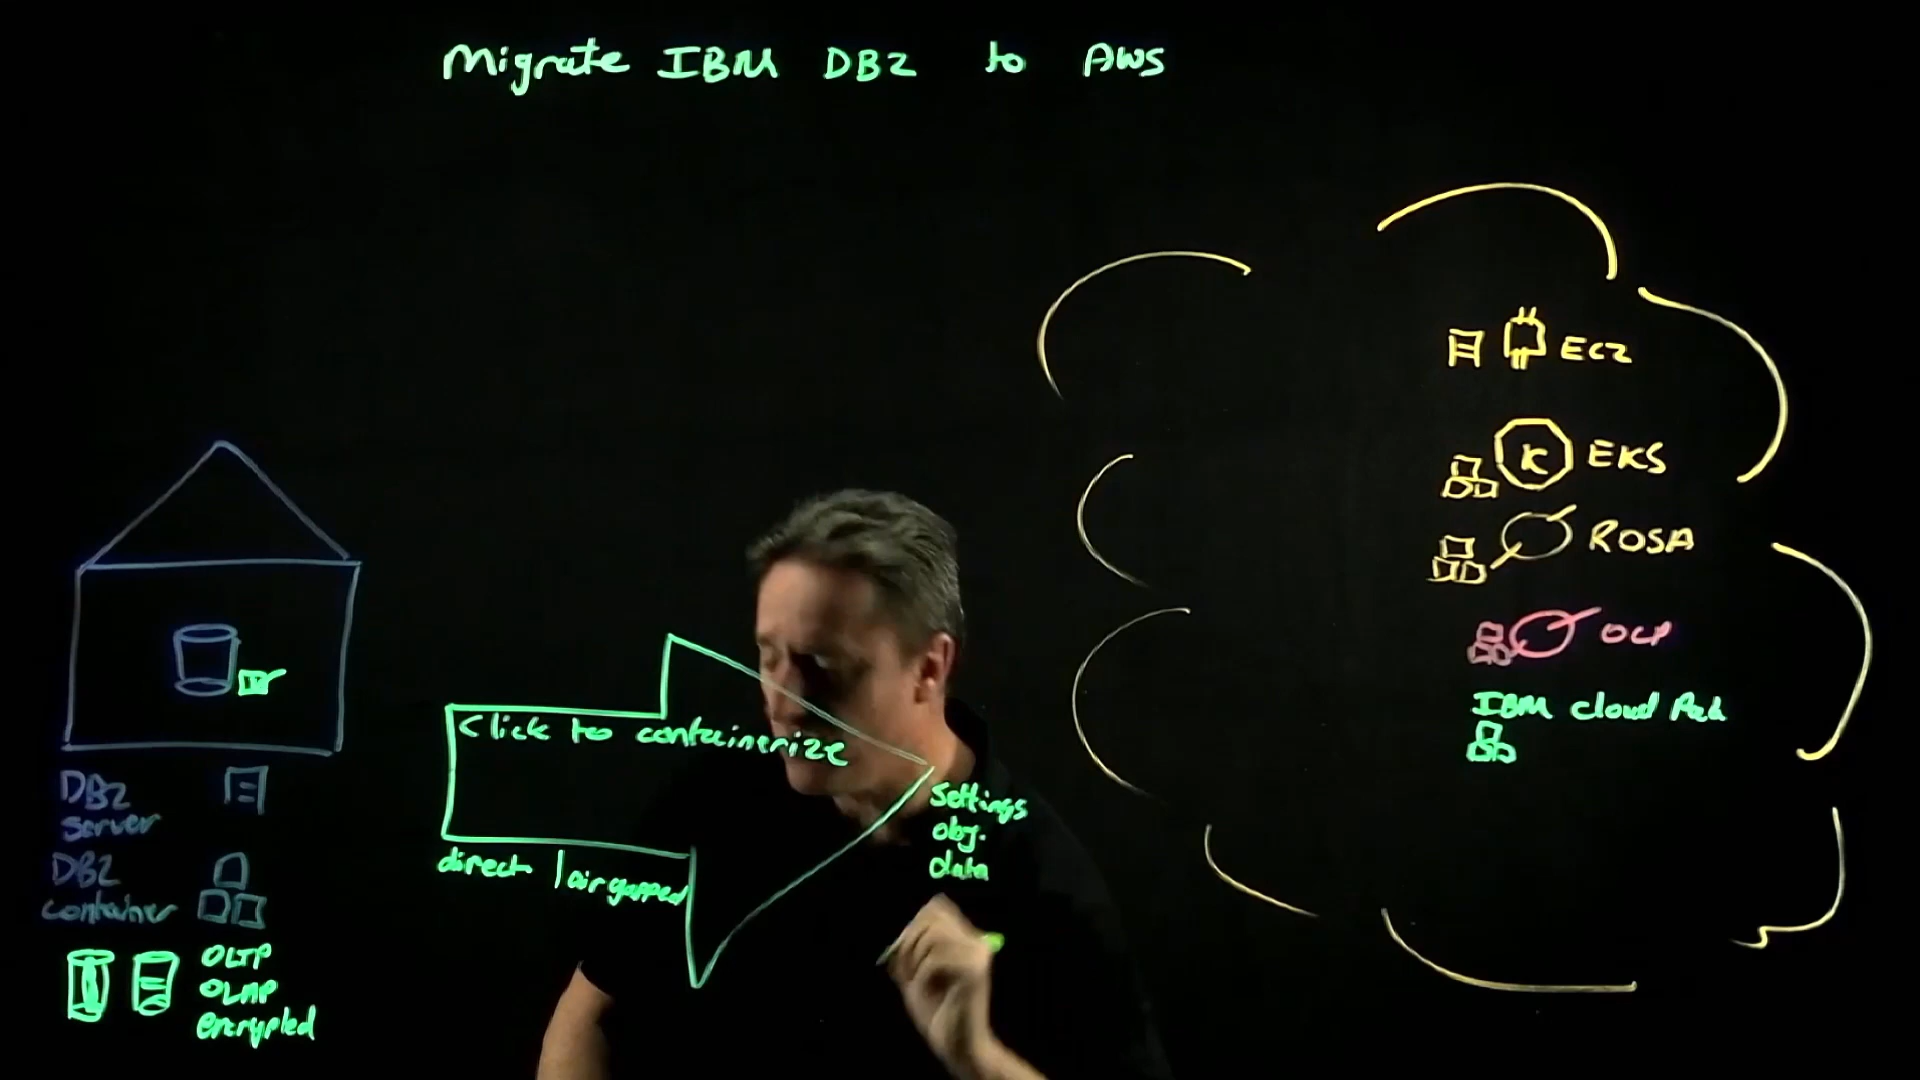 Migrate IBM DB2 to AWS
EC2
K EKS
ROSA
OCP
IBM Cloud Pak
Click to containerize
direct | airgapped
Settings
obj.
data
DB2
Server
DB2
container
OLTP
OLAP
encrypted